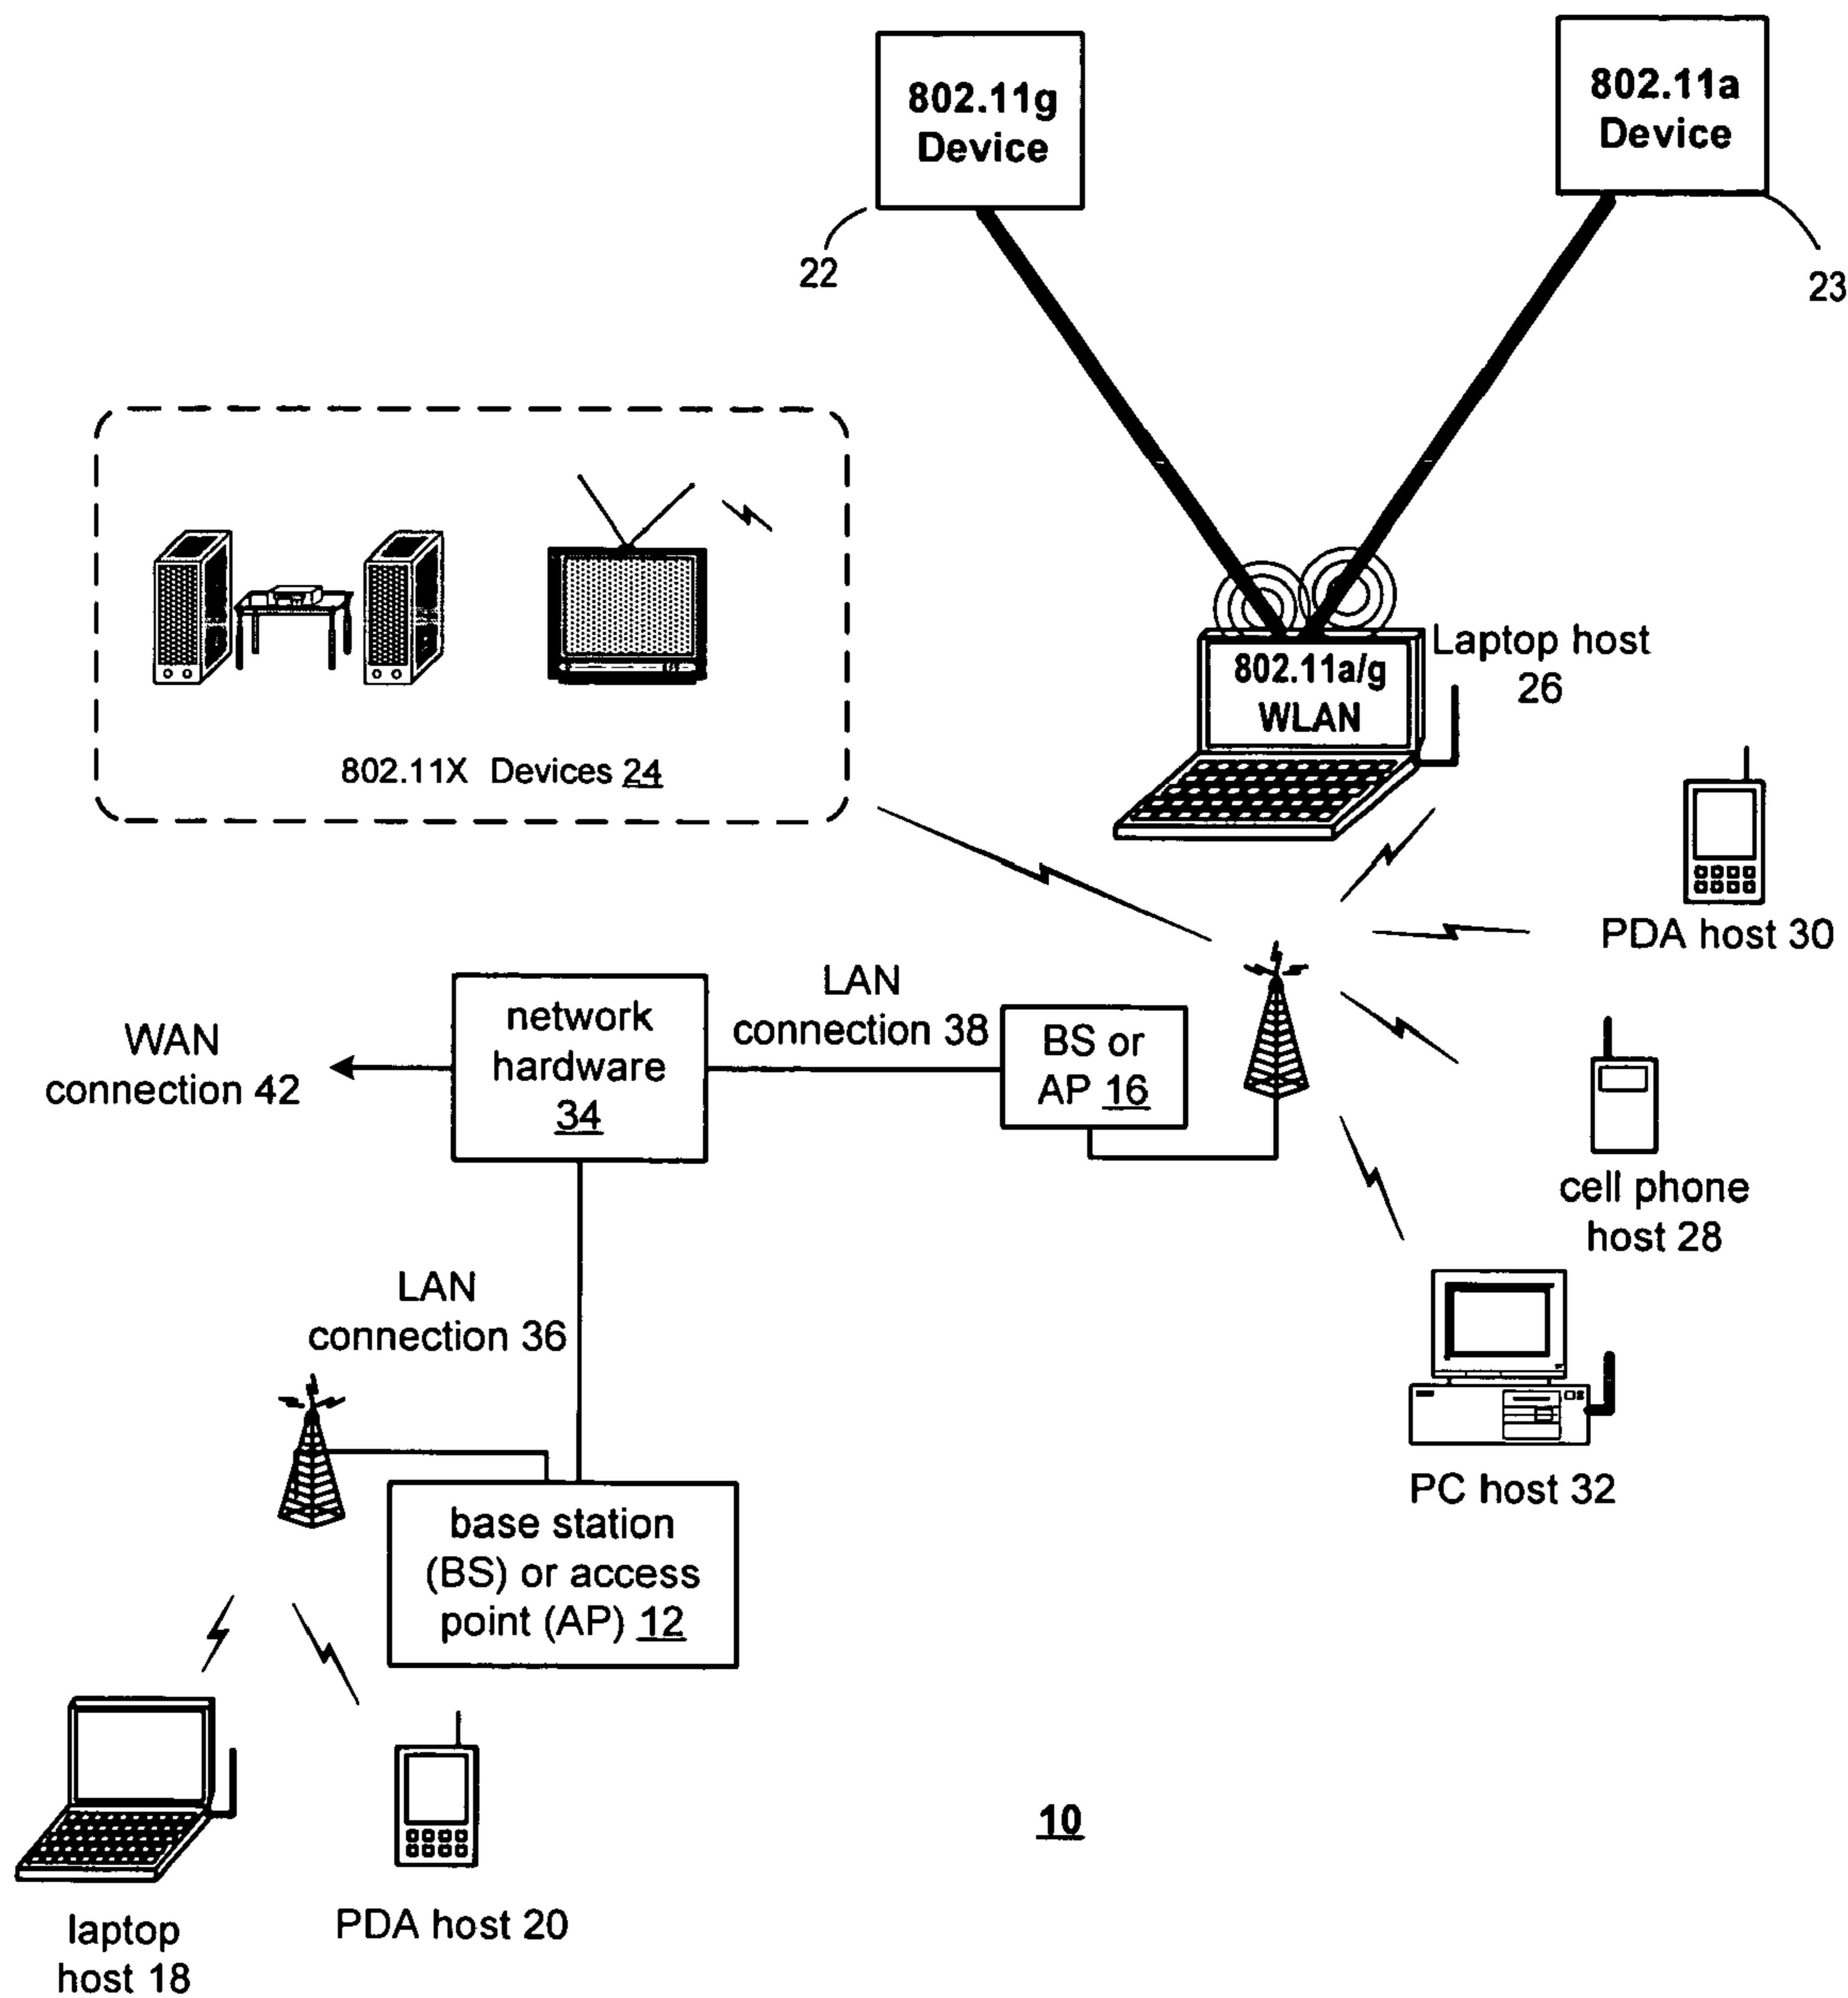 802.11g
Device
802.11a
Device
22
23
802.11X Devices 24
802.11a/g
WLAN
Laptop host
26
PDA host 30
WAN
connection 42
network
hardware
34
LAN
connection 38
BS or
AP 16
cell phone
host 28
LAN
connection 36
PC host 32
base station
(BS) or access
point (AP) 12
10
laptop
host 18
PDA host 20